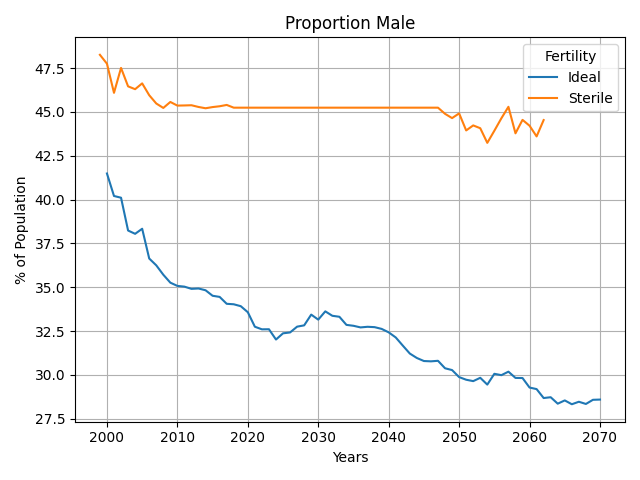 Proportion Male
Fertility
Ideal
Sterile
% of Population
47.5
45.0
42.5
40.0
37.5
35.0
32.5
30.0
27.5
2000 2010 2020 2030 2040 2050 2060 2070
Years